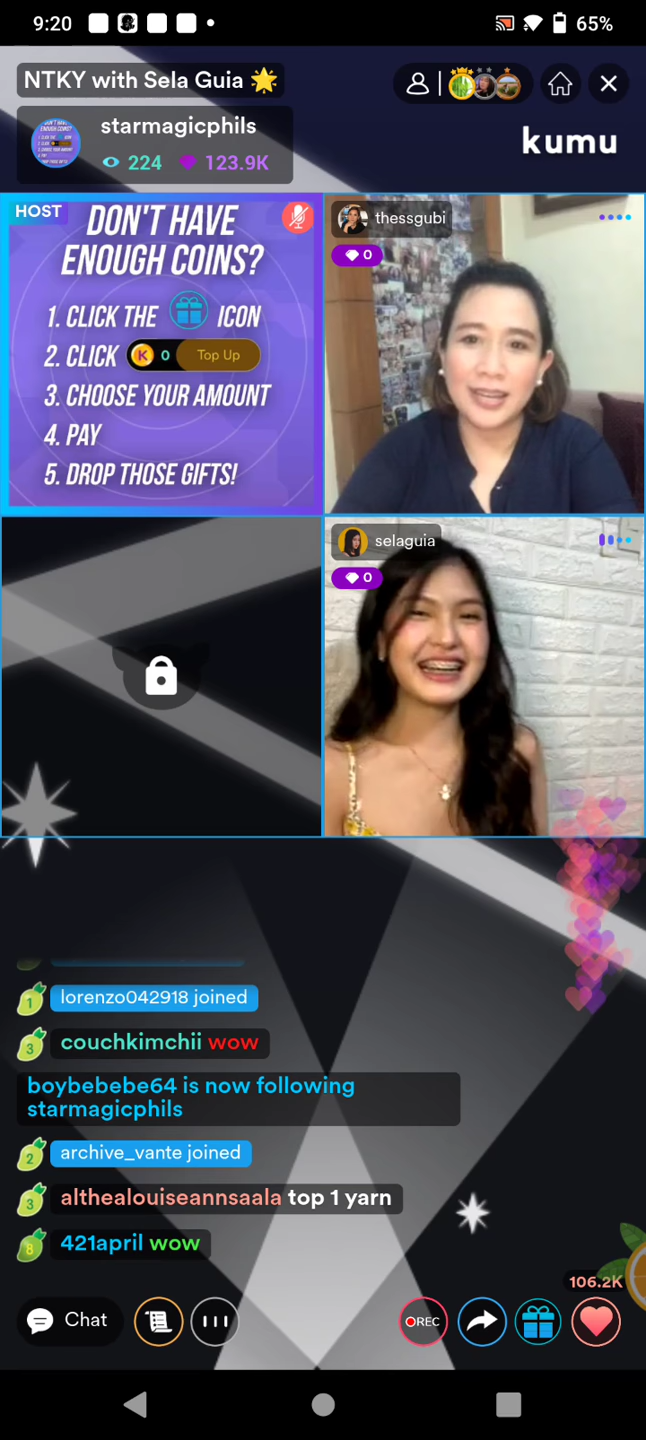 9:20
65%
NTKY with Sela Guia 🌟
starmagicphils
224
123.9K
kumu
HOST
DON'T HAVE
ENOUGH COINS?
1. CLICK THE ICON
2. CLICK K 0 Top Up
3. CHOOSE YOUR AMOUNT
4. PAY
5. DROP THOSE GIFTS!
thessgubi
0
selaguia
0
1 lorenzo042918 joined
3 couchkimchii wow
boybebebe64 is now following
starmagicphils
2 archive_vante joined
3 althealouiseannsaala top 1 yarn
8 421april wow
106.2K
Chat
REC